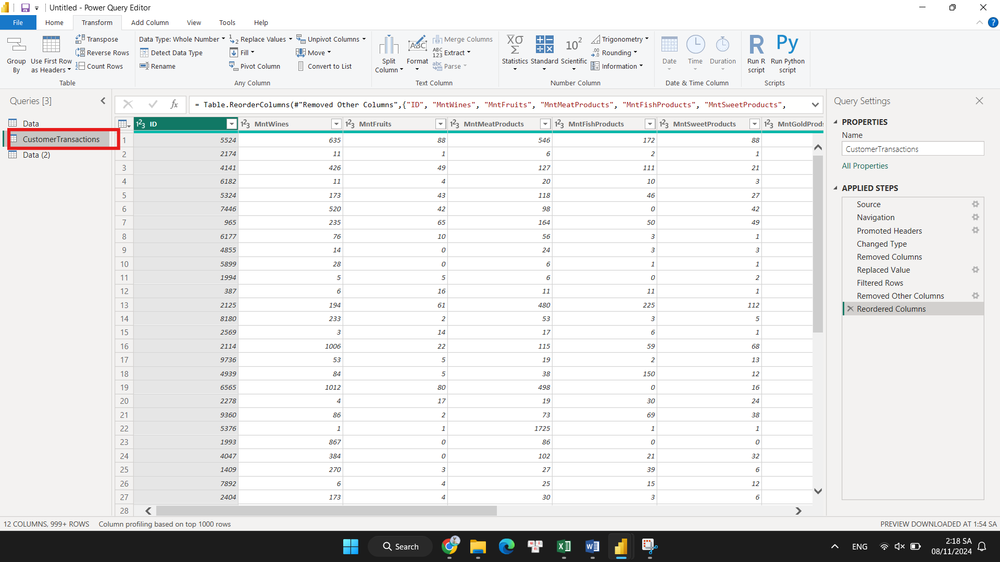 Untitled - Power Query Editor
File Home Transform Add Column View Tools Help
Group By
Use First Row as Headers
Transpose
Reverse Rows
Count Rows
Table
Data Type: Whole Number
Detect Data Type
Rename
Replace Values
Fill
Pivot Column
Unpivot Columns
Move
Convert to List
Any Column
Split Column
Format
Merge Columns
Extract
Parse
Text Column
Statistics
Standard
Scientific
Trigonometry
Rounding
Information
Number Column
Date
Time
Duration
Date & Time Column
Run R script
Run Python script
Scripts
Queries [3]
Data
CustomerTransactions
Data (2)
= Table.ReorderColumns(#"Removed Other Columns",{"ID", "MntWines", "MntFruits", "MntMeatProducts", "MntFishProducts", "MntSweetProducts",
ID MntWines MntFruits MntMeatProducts MntFishProducts MntSweetProducts MntGoldProds
1 5524 635 88 546 172 88
2 2174 11 1 6 2 1
3 4141 426 49 127 111 21
4 6182 11 4 20 10 3
5 5324 173 43 118 46 27
6 7446 520 42 98 0 42
7 965 235 65 164 50 49
8 6177 76 10 56 3 1
9 4855 14 0 24 3 3
10 5899 28 0 6 1 1
11 1994 5 5 6 0 2
12 387 6 16 11 11 1
13 2125 194 61 480 225 112
14 8180 233 2 53 3 5
15 2569 3 14 17 6 1
16 2114 1006 22 115 59 68
17 9736 53 5 19 2 13
18 4939 84 5 38 150 12
19 6565 1012 80 498 0 16
20 2278 4 17 19 30 24
21 9360 86 2 73 69 38
22 5376 1 1 1725 1 1
23 1993 867 0 86 0 0
24 4047 384 0 102 21 32
25 1409 270 3 27 39 6
26 7892 6 4 25 15 12
27 2404 173 4 30 3 6
28
Query Settings
PROPERTIES
Name
CustomerTransactions
All Properties
APPLIED STEPS
Source
Navigation
Promoted Headers
Changed Type
Removed Columns
Replaced Value
Filtered Rows
Removed Other Columns
Reordered Columns
12 COLUMNS, 999+ ROWS Column profiling based on top 1000 rows
PREVIEW DOWNLOADED AT 1:54 SA
Search
ENG
2:18 SA
08/11/2024